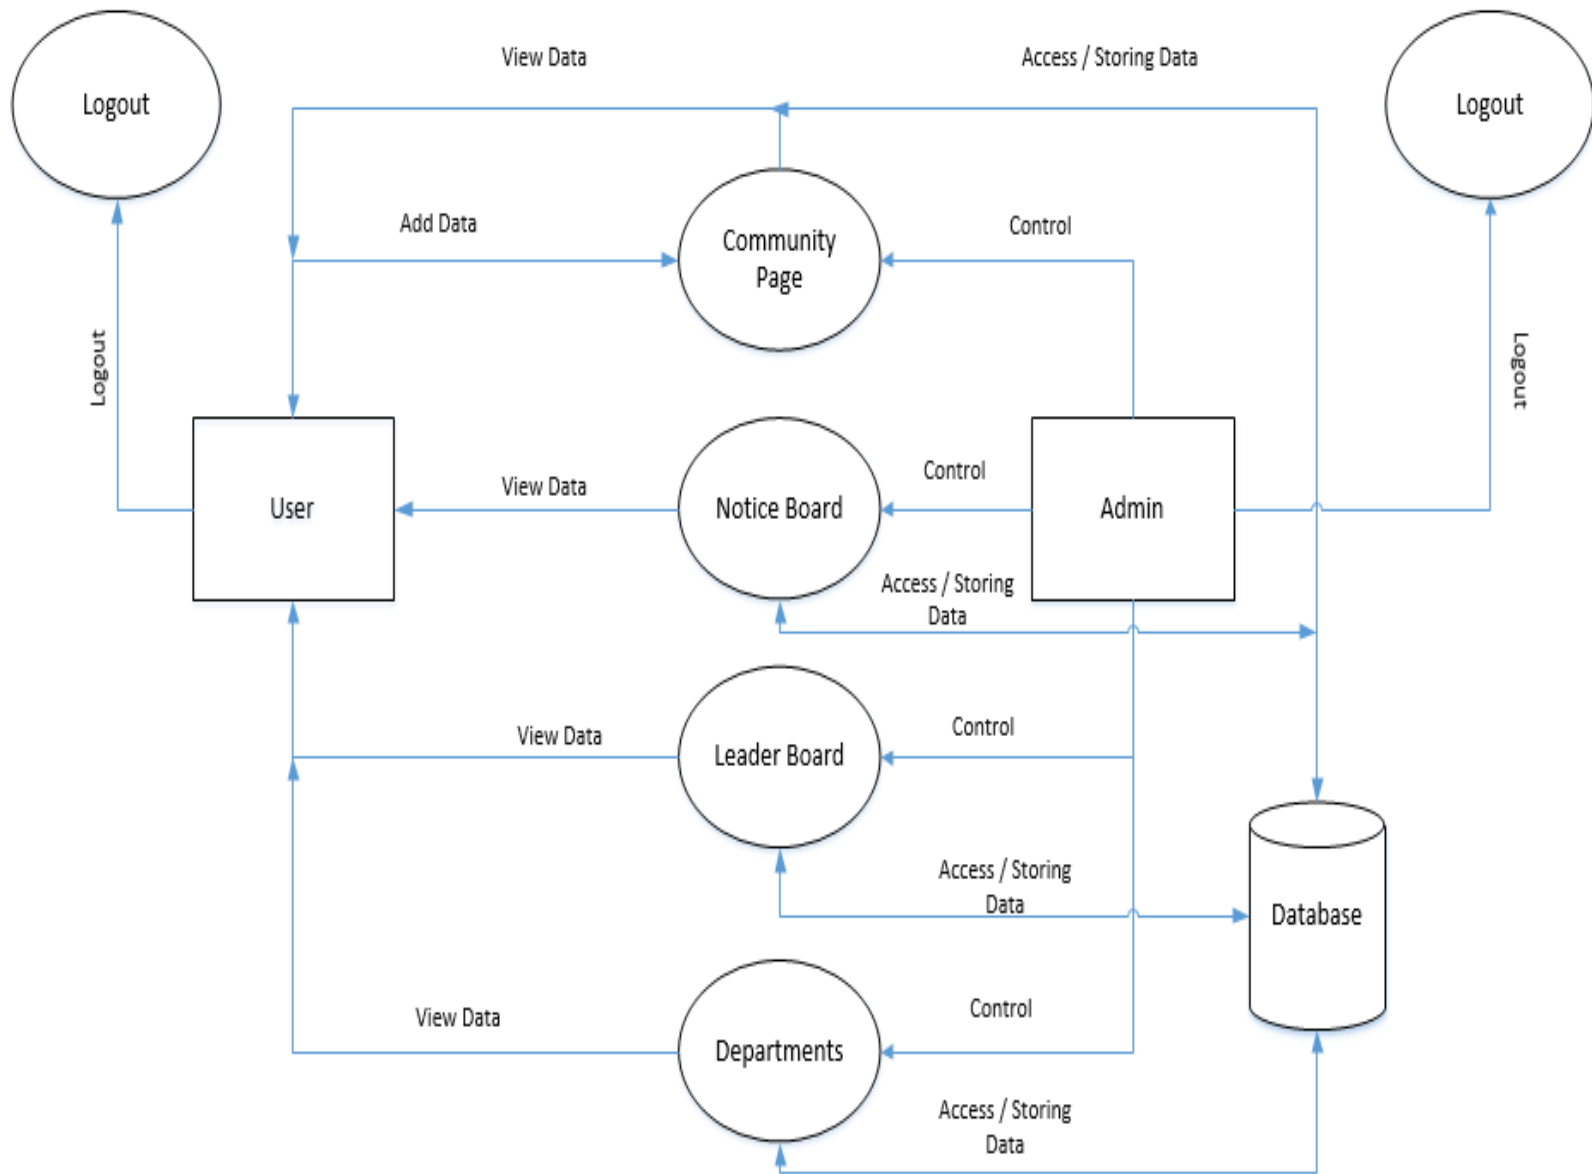 View Data
Access / Storing Data
Logout
Logout
Add Data
Control
Community
Page
Logout
Logout
View Data
Control
User
Notice Board
Admin
Access / Storing
Data
View Data
Control
Leader Board
Access / Storing
Data
Database
View Data
Control
Departments
Access / Storing
Data